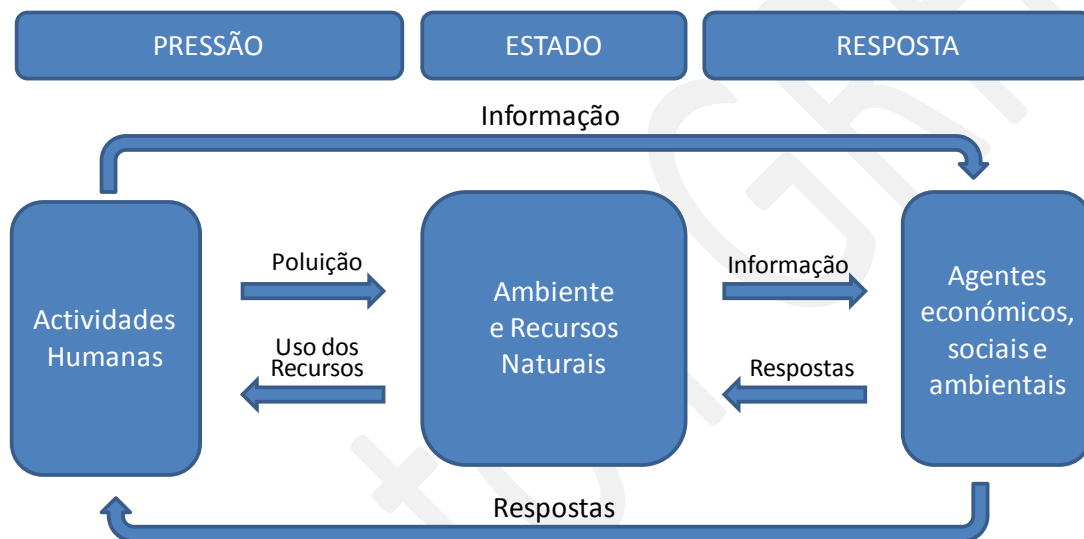 PRESSÃO
ESTADO
RESPOSTA
Informação
Actividades
Humanas
Poluição
Uso dos
Recursos
Ambiente
e Recursos
Naturais
Informação
Respostas
Agentes
económicos,
sociais e
ambientais
Respostas